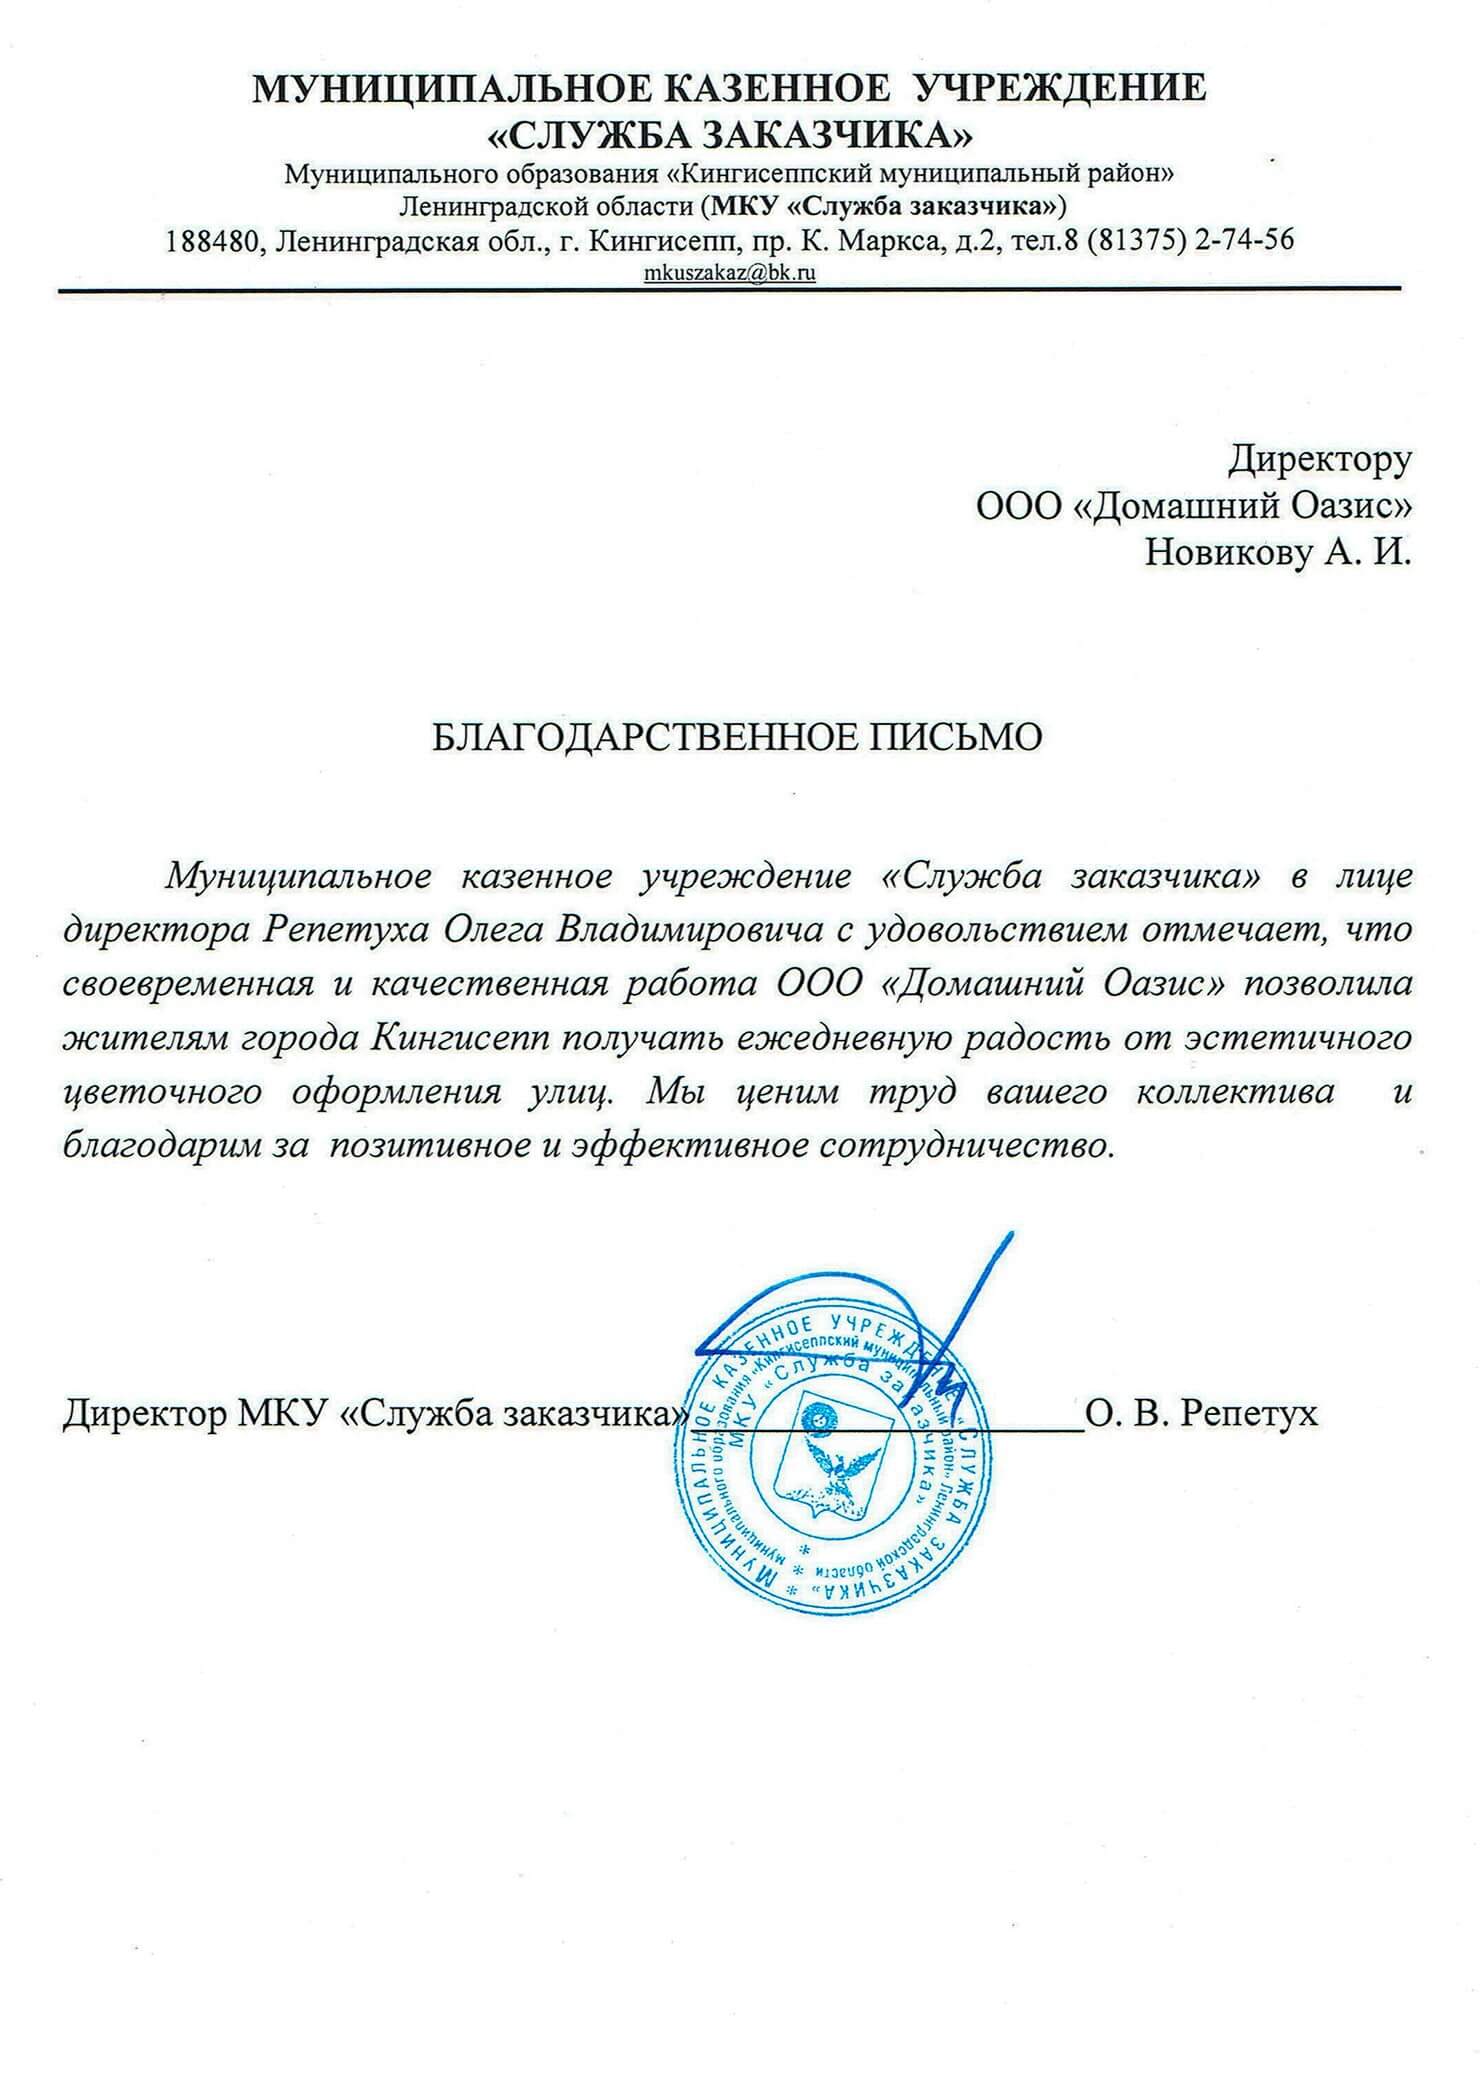 МУНИЦИПАЛЬНОЕ КАЗЕННОЕ УЧРЕЖДЕНИЕ
«СЛУЖБА ЗАКАЗЧИКА»
Муниципального образования «Кингисеппский муниципальный район»
Ленинградской области (МКУ «Служба заказчика»)
188480, Ленинградская обл., г. Кингисепп, пр. К. Маркса, д.2, тел.8 (81375) 2-74-56
mkuszakaz@bk.ru
Директору
ООО «Домашний Оазис»
Новикову А. И.
БЛАГОДАРСТВЕННОЕ ПИСЬМО
Муниципальное казенное учреждение «Служба заказчика» в лице
директора Репетуха Олега Владимировича с удовольствием отмечает, что
своевременная и качественная работа ООО «Домашний Оазис» позволила
жителям города Кингисепп получать ежедневную радость от эстетичного
цветочного оформления улиц. Мы ценим труд вашего коллектива и
благодарим за позитивное и эффективное сотрудничество.
Директор МКУ «Служба заказчика»____________________О. В. Репетух
* МУНИЦИПАЛЬНОЕ КАЗЕННОЕ УЧРЕЖДЕНИЕ «СЛУЖБА ЗАКАЗЧИКА»
* муниципального образования «Кингисеппский муниципальный район» Ленинградской области
* МКУ «Служба заказчика»